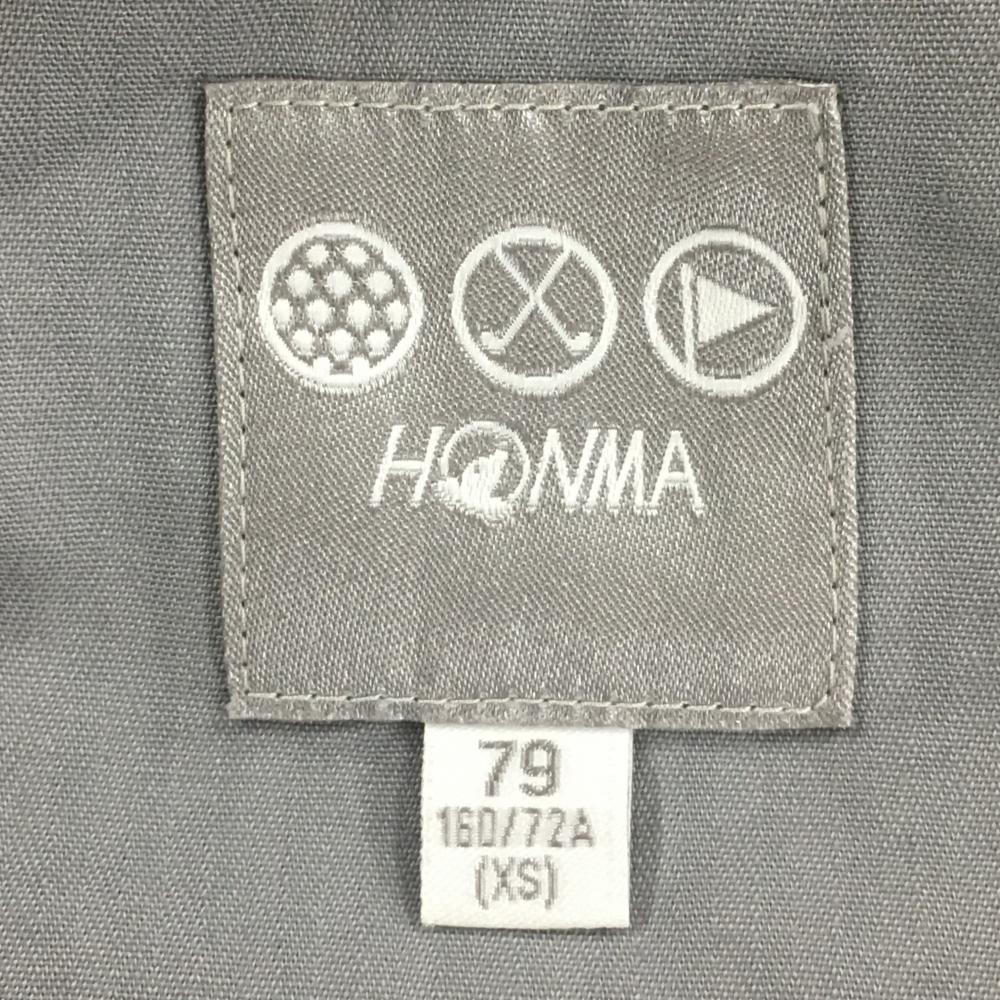 HONMA
79
160/72A
(XS)